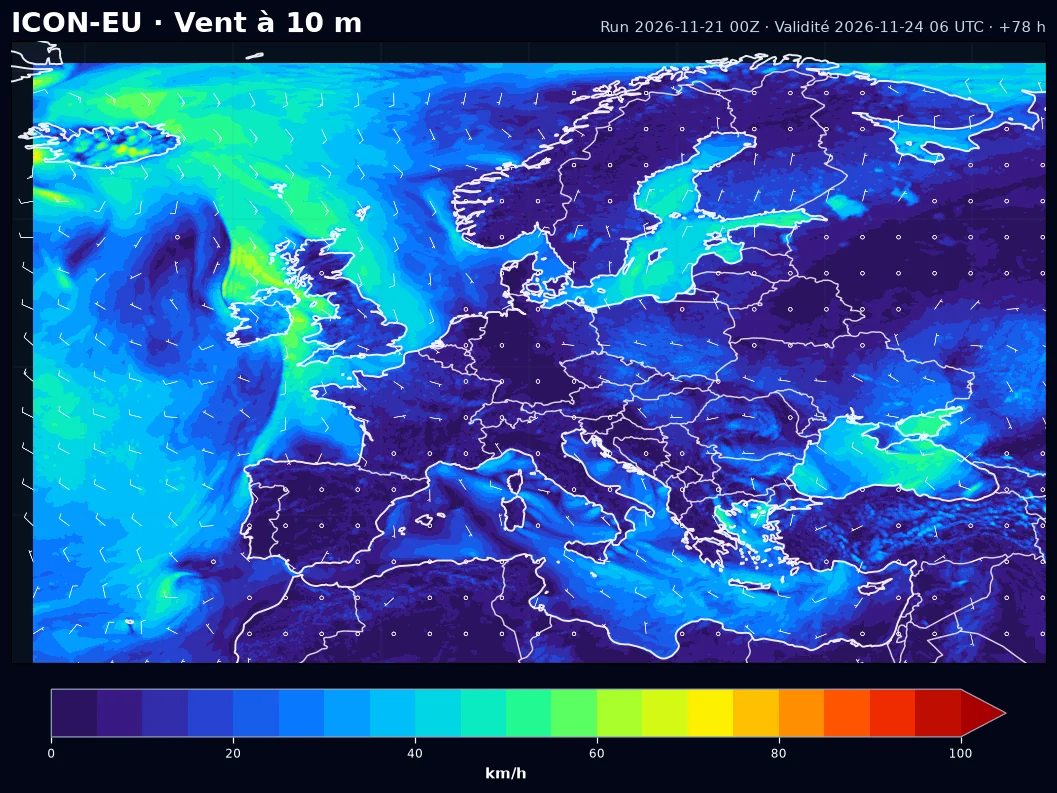 ICON-EU · Vent à 10 m
Run 2026-11-21 00Z · Validité 2026-11-24 06 UTC · +78 h
0 20 40 60 80 100
km/h